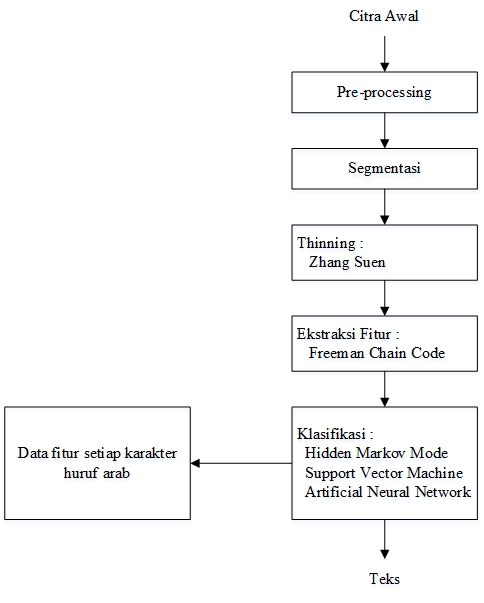 Citra Awal
Pre-processing
Segmentasi
Thinning :
Zhang Suen
Ekstraksi Fitur :
Freeman Chain Code
Klasifikasi :
Hidden Markov Mode
Support Vector Machine
Artificial Neural Network
Data fitur setiap karakter
huruf arab
Teks